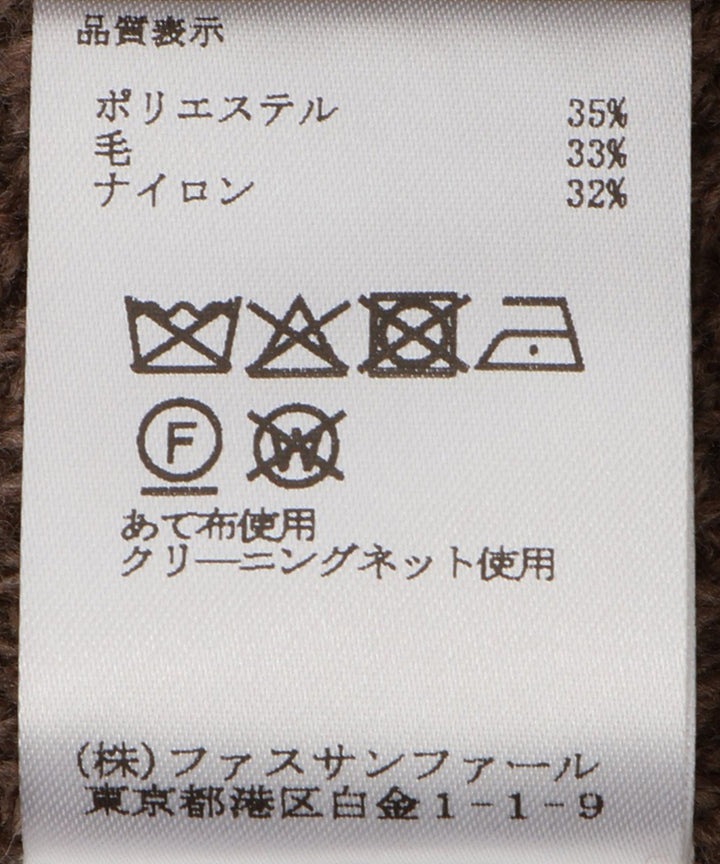 品質表示
ポリエステル 35%
毛 33%
ナイロン 32%
F W
あて布使用
クリーニングネット使用
(株)ファスサンファール
東京都港区白金1-1-9